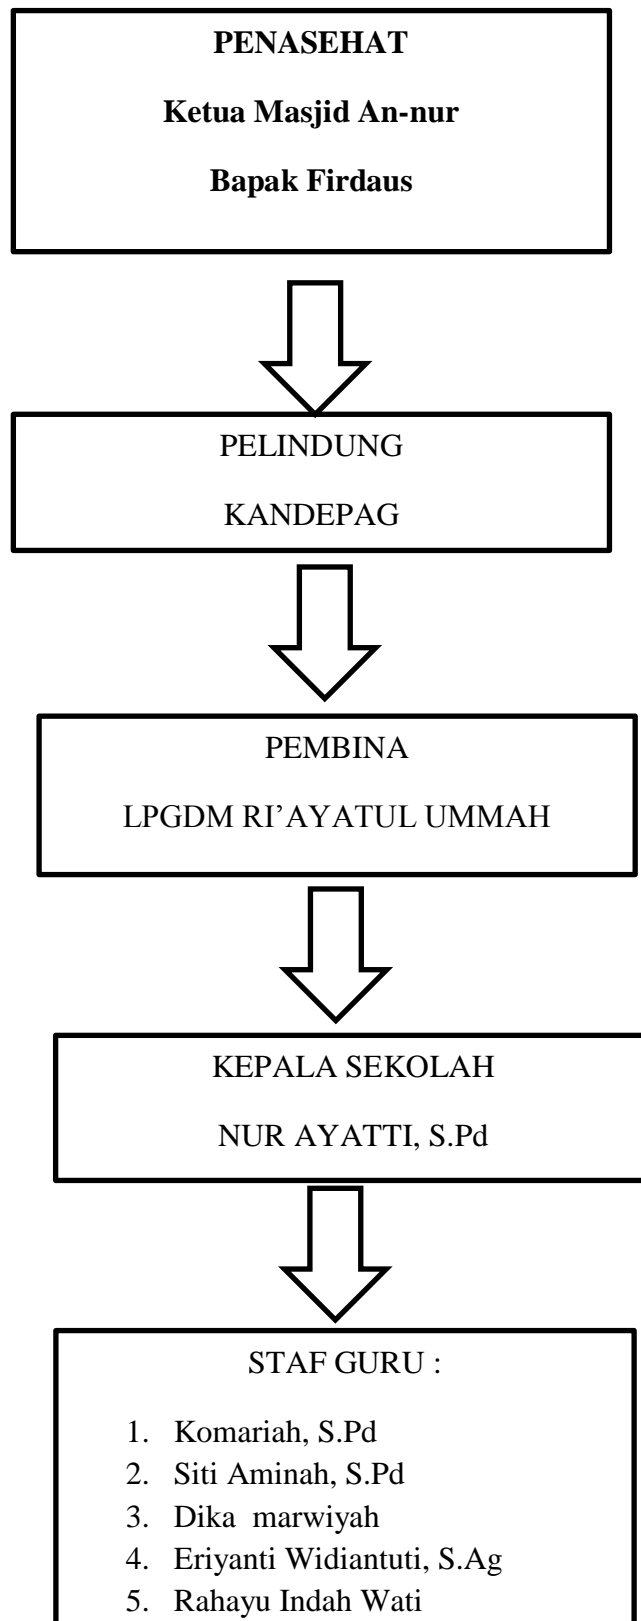 PENASEHAT
Ketua Masjid An-nur
Bapak Firdaus
PELINDUNG
KANDEPAG
PEMBINA
LPGDM RI’AYATUL UMMAH
KEPALA SEKOLAH
NUR AYATTI, S.Pd
STAF GURU :
1. Komariah, S.Pd
2. Siti Aminah, S.Pd
3. Dika marwiyah
4. Eriyanti Widiantuti, S.Ag
5. Rahayu Indah Wati